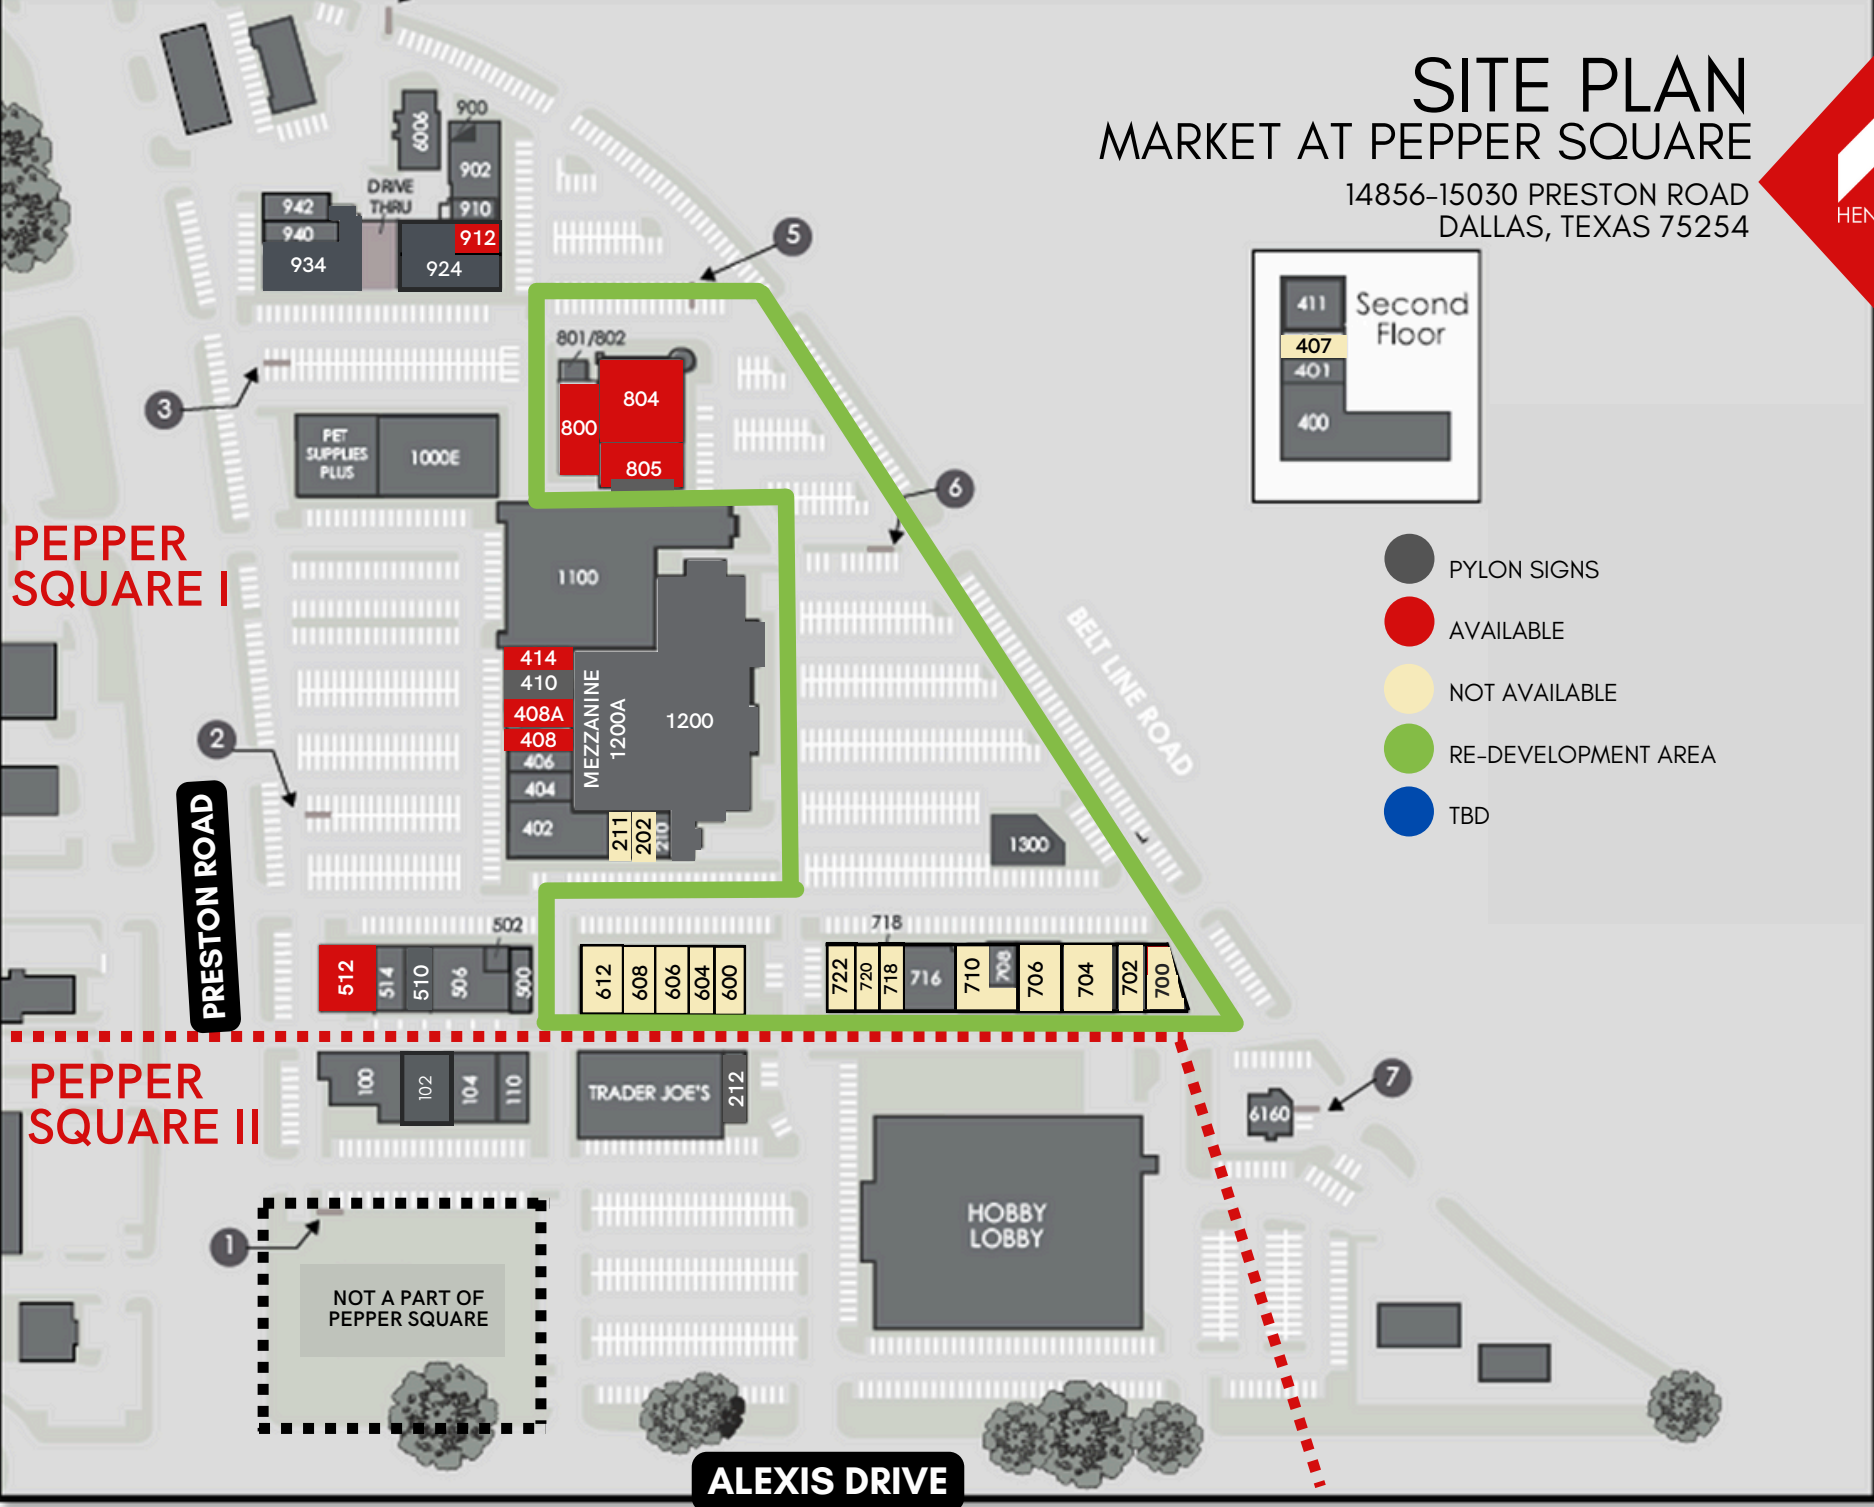 SITE PLAN
MARKET AT PEPPER SQUARE
14856-15030 PRESTON ROAD
DALLAS, TEXAS 75254
HEN
411
Second
Floor
407
401
400
PYLON SIGNS
AVAILABLE
NOT AVAILABLE
RE-DEVELOPMENT AREA
TBD
6006
900
902
DRIVE
THRU
910
912
924
942
940
934
5
3
801/802
804
800
805
PET
SUPPLIES
PLUS
1000E
6
PEPPER
SQUARE I
1100
414
410
408A
408
406
404
402
MEZZANINE
1200A
1200
211
202
210
BELT LINE ROAD
2
PRESTON ROAD
1300
502
512
514
510
506
500
612
608
606
604
600
718
722
720
718
716
710
708
706
704
702
700
PEPPER
SQUARE II
100
102
104
110
TRADER JOE'S
212
6160
7
HOBBY
LOBBY
1
NOT A PART OF
PEPPER SQUARE
ALEXIS DRIVE